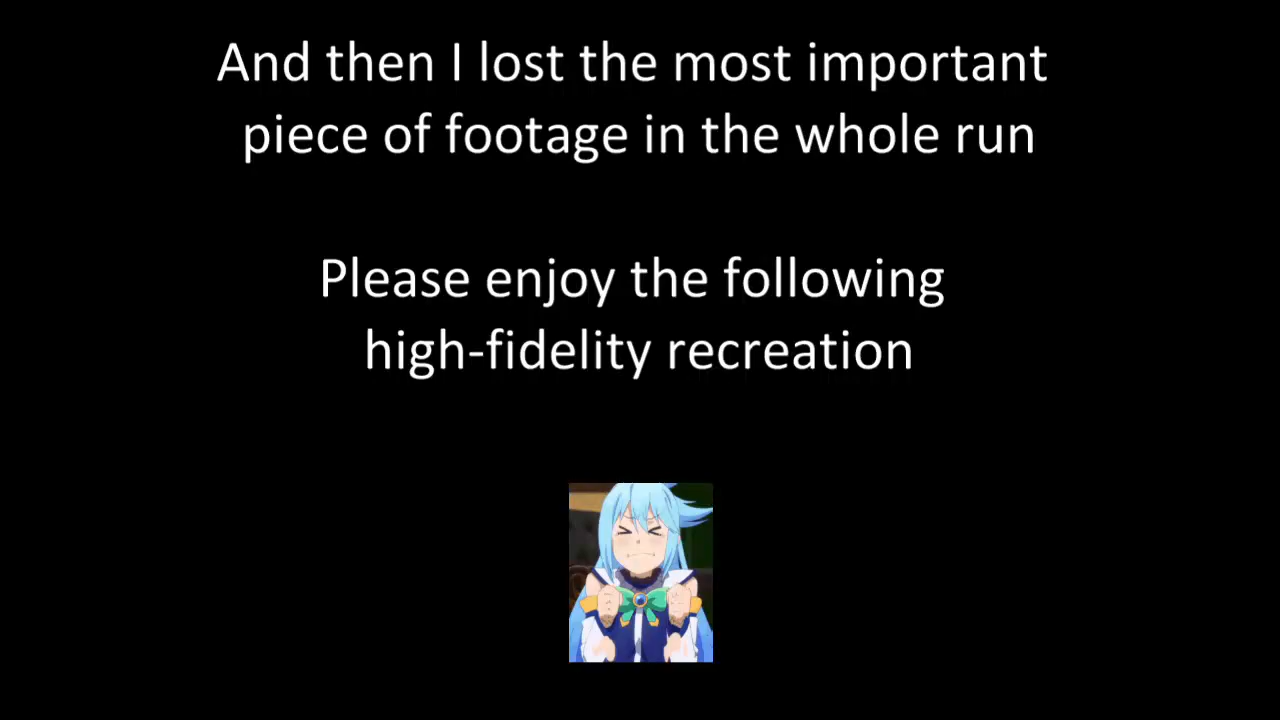 And then I lost the most important
piece of footage in the whole run
Please enjoy the following
high-fidelity recreation